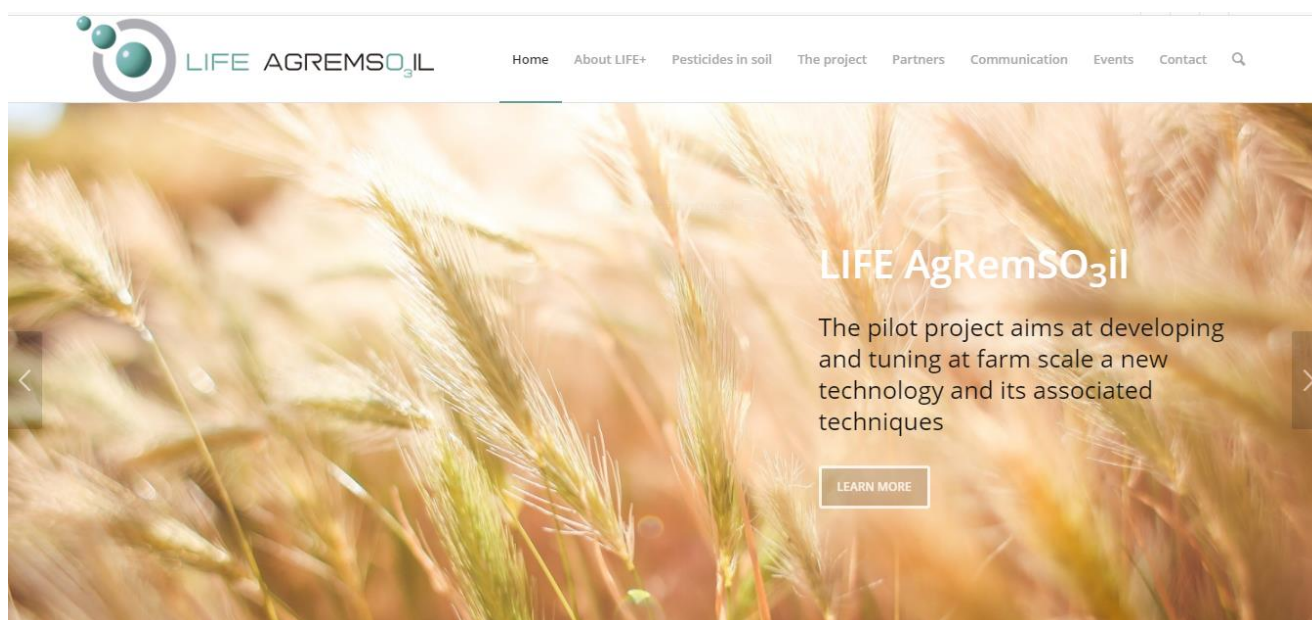 LIFE AGREMSO₃IL
Home About LIFE+ Pesticides in soil The project Partners Communication Events Contact
LIFE AgRemSO₃il
The pilot project aims at developing
and tuning at farm scale a new
technology and its associated
techniques
LEARN MORE